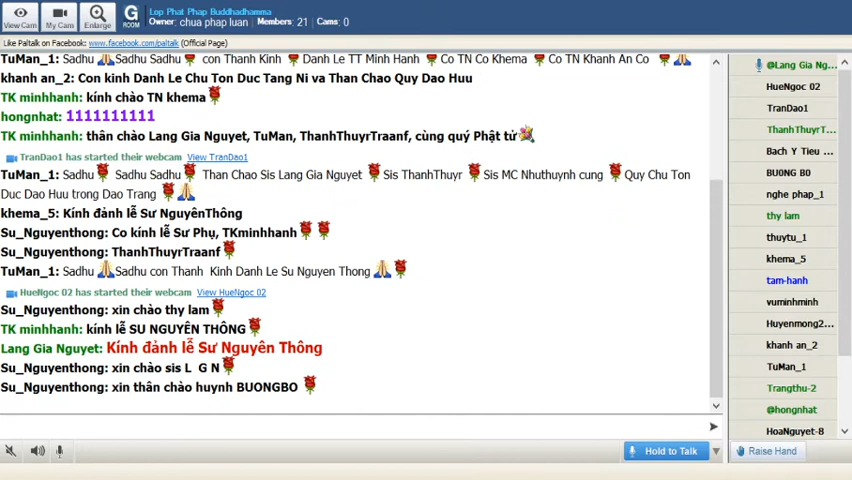 View Cam
My Cam
Enlarge
G ROOM
Lop Phat Phap Buddhadhamma
Owner: chua phap luan   Members: 21   Cams: 0
Like Paltalk on Facebook: www.facebook.com/paltalk (Official Page)
TuMan_1: Sadhu Sadhu Sadhu con Thanh Kinh Danh Le TT Minh Hanh Co TN Co Khema Co TN Khanh An Co
khanh an_2: Con kinh Danh Le Chu Ton Duc Tang Ni va Than Chao Quy Dao Huu
TK minhhanh: kính chào TN khema
hongnhat: 1111111111
TK minhhanh: thân chào Lang Gia Nguyet, TuMan, ThanhThuyrTraanf, cùng quý Phật tử
TranDao1 has started their webcam View TranDao1
TuMan_1: Sadhu Sadhu Sadhu Than Chao Sis Lang Gia Nguyet Sis ThanhThuyr Sis MC Nhuthuynh cung Quy Chu Ton
Duc Dao Huu trong Dao Trang
khema_5: Kính đảnh lễ Sư NguyênThông
Su_Nguyenthong: Co kính lễ Sư Phụ, TKminhhanh
Su_Nguyenthong: ThanhThuyrTraanf
TuMan_1: Sadhu Sadhu con Thanh Kinh Danh Le Su Nguyen Thong
HueNgoc 02 has started their webcam View HueNgoc 02
Su_Nguyenthong: xin chào thy lam
TK minhhanh: kính lễ SU NGUYÊN THÔNG
Lang Gia Nguyet: Kính đảnh lễ Sư Nguyên Thông
Su_Nguyenthong: xin chào sis L G N
Su_Nguyenthong: xin thân chào huynh BUONGBO
@Lang Gia Ng...
HueNgoc 02
TranDao1
ThanhThuyrT...
Bach Y Tieu ...
BU0NG B0
nghe phap_1
thy lam
thuytu_1
khema_5
tam-hanh
vuminhminh
Huyenmong2...
khanh an_2
TuMan_1
Trangthu-2
@hongnhat
HoaNguyet-8
Hold to Talk
Raise Hand